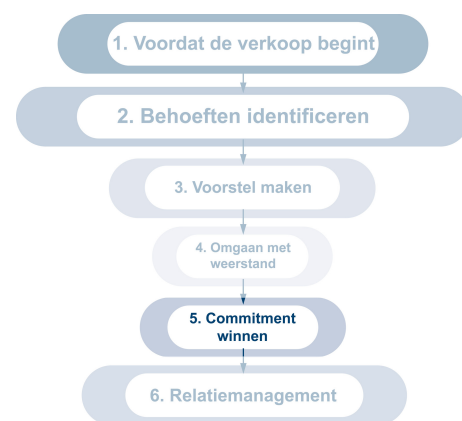 1. Voordat de verkoop begint
2. Behoeften identificeren
3. Voorstel maken
4. Omgaan met
weerstand
5. Commitment
winnen
6. Relatiemanagement